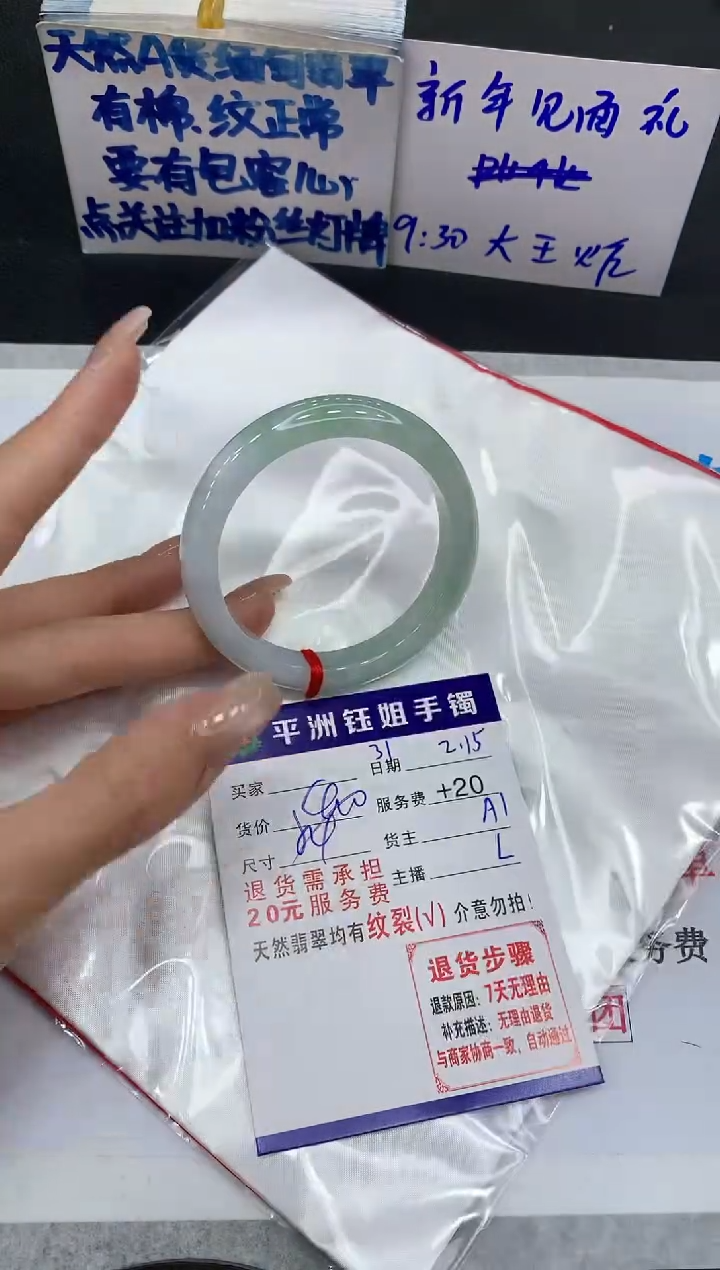 天然A货缅甸翡翠
有棉、纹正常
要有包容心
点关注加粉丝灯牌
新年见面礼
9:30 大王炮
平洲钰姐手镯
买家
31
日期 2.15
货价
服务费 +20
尺寸
货主 A1
主播 L
退货需承担
20元服务费
天然翡翠均有纹裂(√) 介意勿拍!
退货步骤
退款原因: 7天无理由
补充描述: 无理由退货
与商家协商一致, 自动通过
务费
团